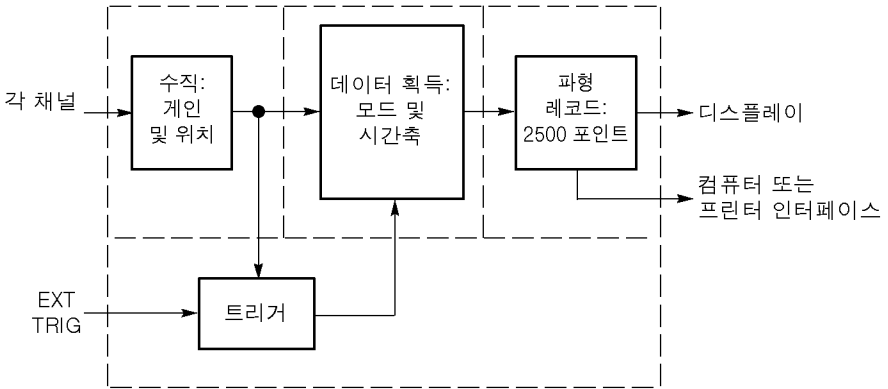 각 채널
수직:
게인
및 위치
데이터 획득:
모드 및
시간축
파형
레코드:
2500 포인트
디스플레이
컴퓨터 또는
프린터 인터페이스
EXT
TRIG
트리거